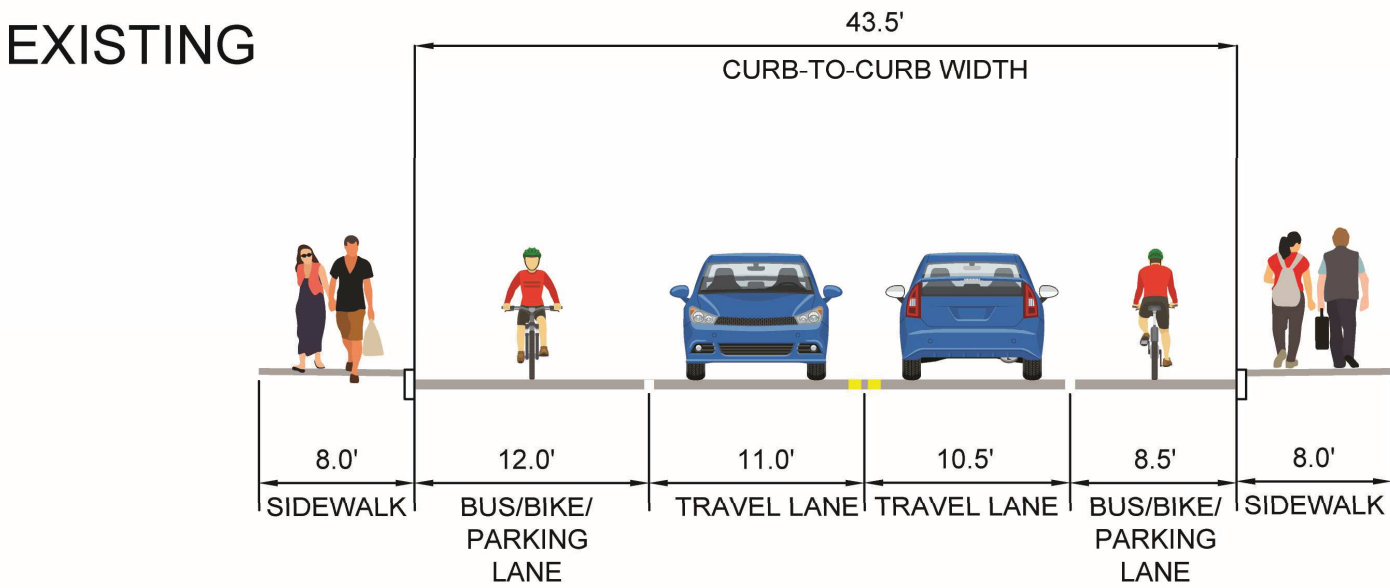 EXISTING
43.5'
CURB-TO-CURB WIDTH
8.0'
12.0'
11.0'
10.5'
8.5'
8.0'
SIDEWALK
BUS/BIKE/
PARKING
LANE
TRAVEL LANE
TRAVEL LANE
BUS/BIKE/
PARKING
LANE
SIDEWALK